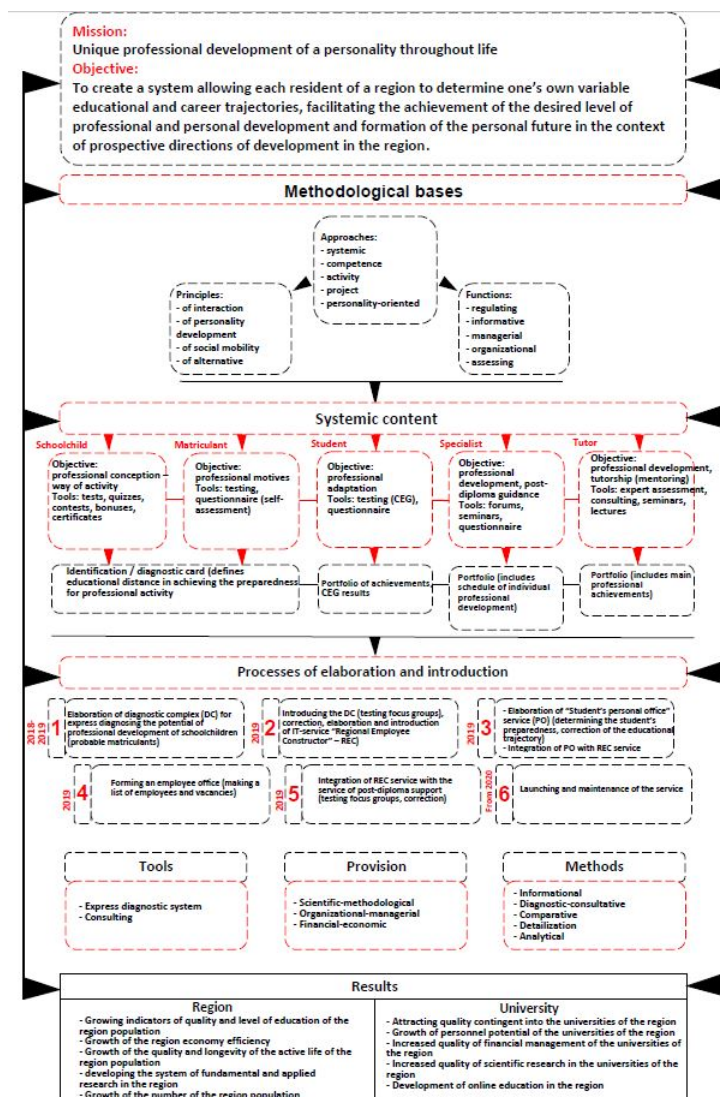 Mission:
Unique professional development of a personality throughout life
Objective:
To create a system allowing each resident of a region to determine one's own variable
educational and career trajectories, facilitating the achievement of the desired level of
professional and personal development and formation of the personal future in the context
of prospective directions of development in the region.
Methodological bases
Approaches:
- systemic
- competence
- activity
- project
- personality-oriented
Principles:
- of interaction
- of personality
development
- of social mobility
- of alternative
Functions:
- regulating
- informative
- managerial
- organizational
- assessing
Systemic content
Schoolchild
Objective:
professional conception –
way of activity
Tools: tests, quizzes,
contests, bonuses,
certificates
Matriculant
Objective:
professional motives
Tools: testing,
questionnaire (self-
assessment)
Student
Objective:
professional
adaptation
Tools: testing (CEG),
questionnaire
Specialist
Objective:
professional
development, post-
diploma guidance
Tools: forums,
seminars,
questionnaire
Tutor
Objective:
professional development,
tutorship (mentoring)
Tools: expert assessment,
consulting, seminars,
lectures
Identification / diagnostic card (defines
educational distance in achieving the preparedness
for professional activity
Portfolio of achievements,
CEG results
Portfolio (includes
schedule of individual
professional
development)
Portfolio (includes main
professional
achievements)
Processes of elaboration and introduction
2018-
2019
1
Elaboration of diagnostic complex (DC) for
express diagnosing the potential of
professional development of schoolchildren
(probable matriculants)
2019
2
Introducing the DC (testing focus groups),
correction, elaboration and introduction
of IT-service "Regional Employee
Constructor" – REC)
2019
3
- Elaboration of "Student's personal office"
service (PO) (determining the student's
preparedness, correction of the educational
trajectory)
- Integration of PO with REC service
2019
4
Forming an employee office (making a
list of employees and vacancies)
2019
5
Integration of REC service with the
service of post-diploma support
(testing focus groups, correction)
From 2020
6
Launching and maintenance of the service
Tools
- Express diagnostic system
- Consulting
Provision
- Scientific-methodological
- Organizational-managerial
- Financial-economic
Methods
- Informational
- Diagnostic-consultative
- Comparative
- Detailization
- Analytical
Results
Region
- Growing indicators of quality and level of education of the
region population
- Growth of the region economy efficiency
- Growth of the quality and longevity of the active life of the
region population
- developing the system of fundamental and applied
research in the region
- Growth of the number of the region population
University
- Attracting quality contingent into the universities of the region
- Growth of personnel potential of the universities of the region
- Increased quality of financial management of the universities of
the region
- Increased quality of scientific research in the universities of the
region
- Development of online education in the region